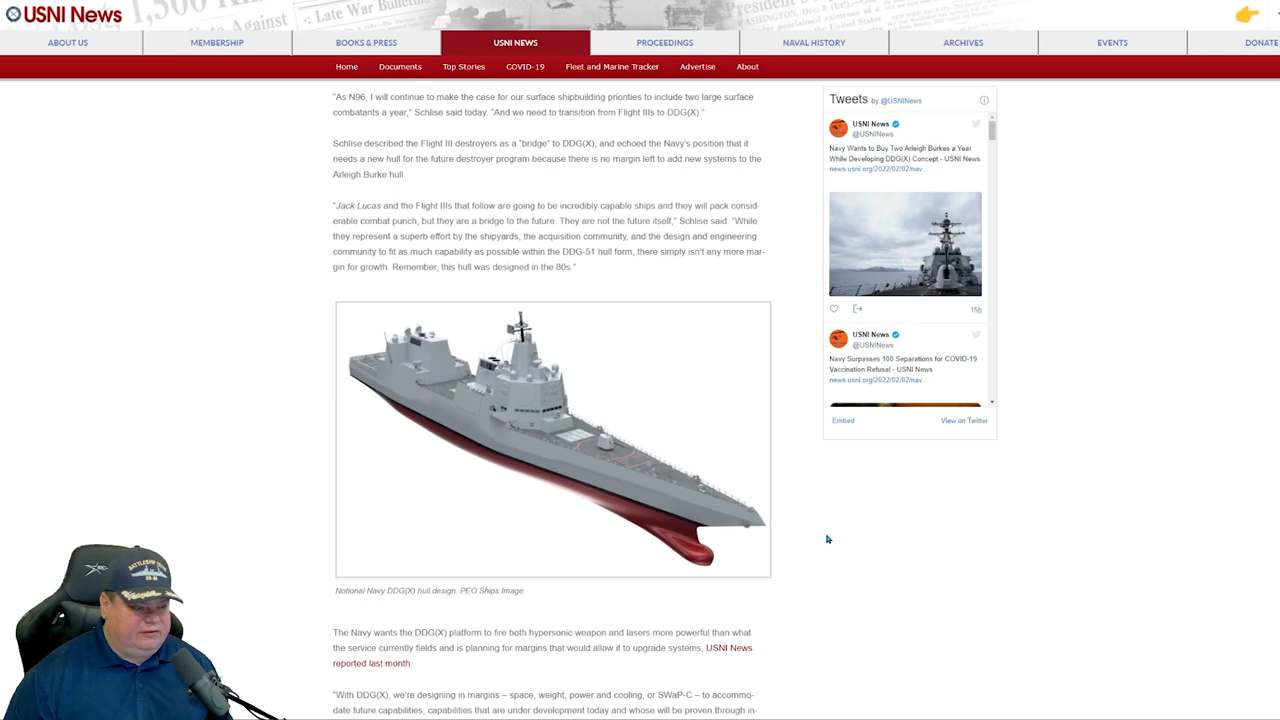 1,500 Kil
Late War Bulletins
USNI News
ABOUT US
MEMBERSHIP
BOOKS & PRESS
USNI NEWS
PROCEEDINGS
NAVAL HISTORY
ARCHIVES
EVENTS
DONATE
Home
Documents
Top Stories
COVID-19
Fleet and Marine Tracker
Advertise
About
"As N96, I will continue to make the case for our surface shipbuilding priorities to include two large surface
combatants a year," Schlise said today. "And we need to transition from Flight IIIs to DDG(X)."
Schlise described the Flight III destroyers as a "bridge" to DDG(X), and echoed the Navy's position that it
needs a new hull for the future destroyer program because there is no margin left to add new systems to the
Arleigh Burke hull.
"Jack Lucas and the Flight IIIs that follow are going to be incredibly capable ships and they will pack consid-
erable combat punch, but they are a bridge to the future. They are not the future itself," Schlise said. "While
they represent a superb effort by the shipyards, the acquisition community, and the design and engineering
community to fit as much capability as possible within the DDG-51 hull form, there simply isn't any more mar-
gin for growth. Remember, this hull was designed in the 80s."
Notional Navy DDG(X) hull design. PEO Ships Image
The Navy wants the DDG(X) platform to fire both hypersonic weapon and lasers more powerful than what
the service currently fields and is planning for margins that would allow it to upgrade systems, USNI News
reported last month.
"With DDG(X), we're designing in margins – space, weight, power and cooling, or SWaP-C – to accommo-
date future capabilities, capabilities that are under development today and whose will be proven through in-
Tweets by @USNINews
USNI News
@USNINews
Navy Wants to Buy Two Arleigh Burkes a Year
While Developing DDG(X) Concept - USNI News
news.usni.org/2022/02/02/nav…
15h
USNI News
@USNINews
Navy Surpasses 100 Separations for COVID-19
Vaccination Refusal - USNI News
news.usni.org/2022/02/02/nav…
Embed
View on Twitter
BATTLESHIP TEXAS